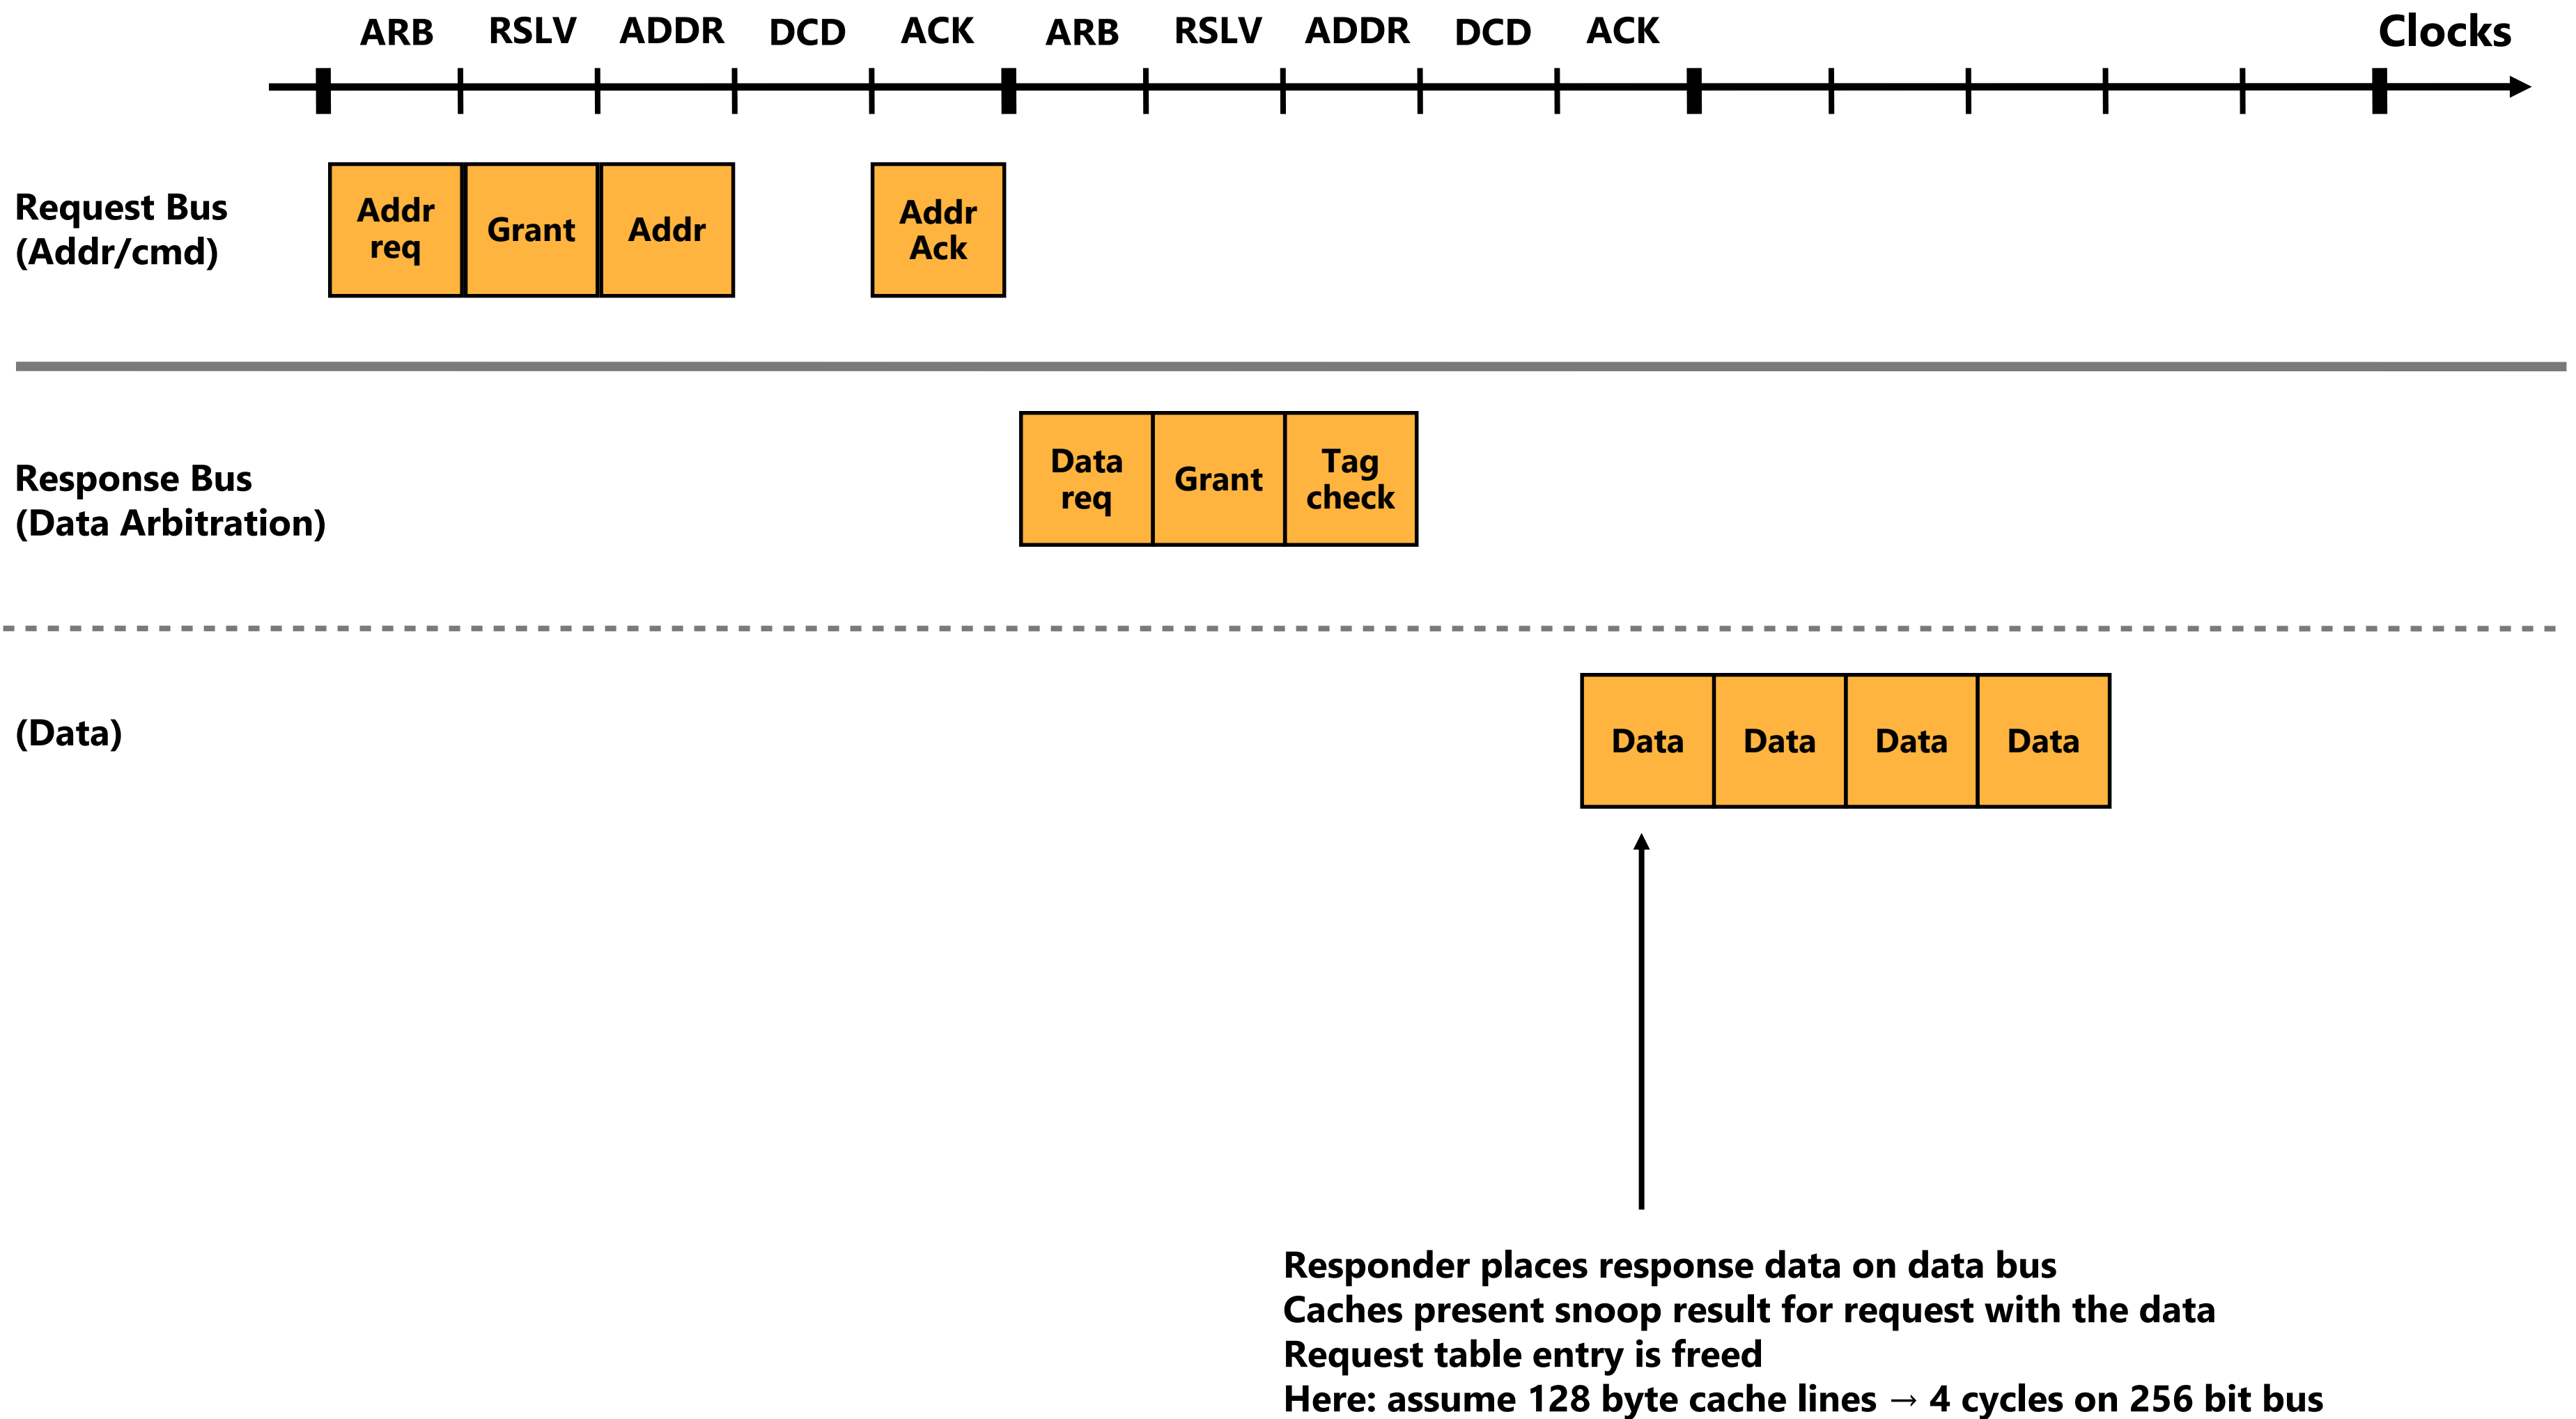 ARB RSLV ADDR DCD ACK ARB RSLV ADDR DCD ACK Clocks
Request Bus
(Addr/cmd)
Addr
req
Grant
Addr
Addr
Ack
Response Bus
(Data Arbitration)
Data
req
Grant
Tag
check
(Data)
Data Data Data Data
Responder places response data on data bus
Caches present snoop result for request with the data
Request table entry is freed
Here: assume 128 byte cache lines → 4 cycles on 256 bit bus